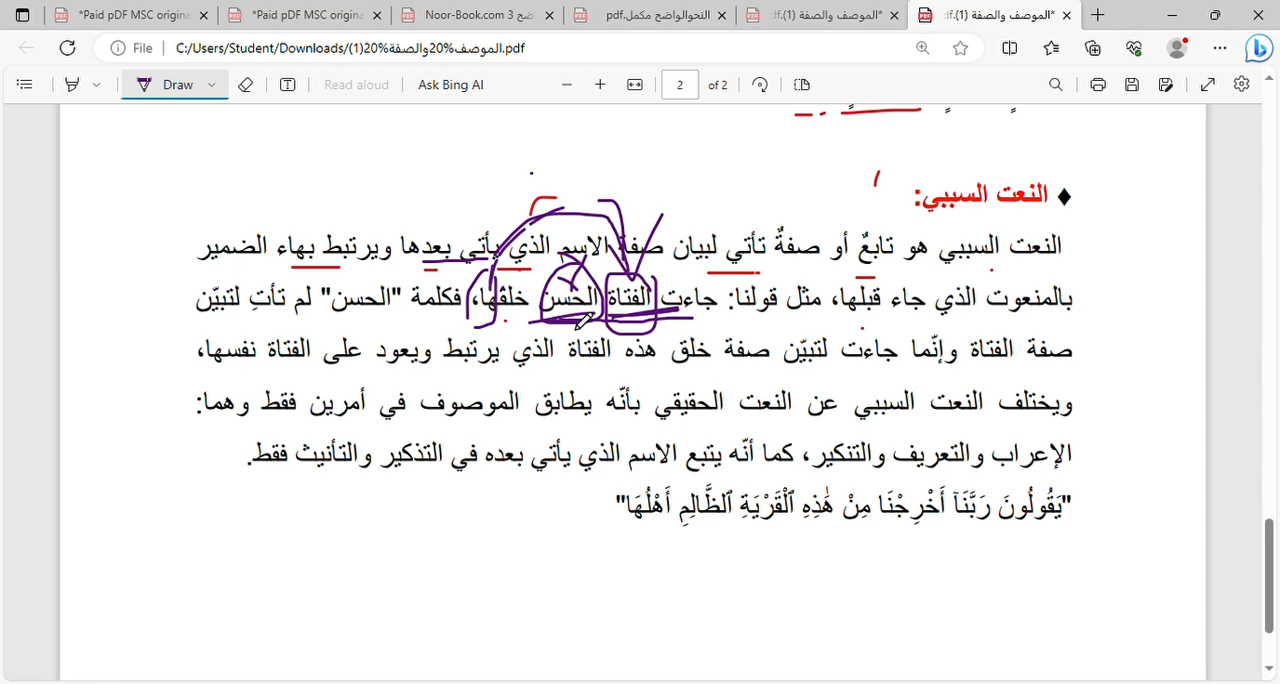 *Paid pDF MSC origina
*Paid pDF MSC origina
Noor-Book.com ضح 3
النحوالواضح مكمل.pdf
*الموصف والصفة (1).df
*الموصف والصفة (1).df
File
C:/Users/Student/Downloads/الموصف%20والصفة%20(1).pdf
Draw
Read aloud
Ask Bing AI
2
of 2
♦ النعت السببي:
النعت السببي هو تابعٌ أو صفةٌ تأتي لبيان صفة الاسم الذي يأتي بعدها ويرتبط بهاء الضمير
بالمنعوت الذي جاء قبلها، مثل قولنا: جاءت الفتاة الحسن خلقها، فكلمة "الحسن" لم تأتِ لتبيّن
صفة الفتاة وإنّما جاءت لتبيّن صفة خلق هذه الفتاة الذي يرتبط ويعود على الفتاة نفسها،
ويختلف النعت السببي عن النعت الحقيقي بأنّه يطابق الموصوف في أمرين فقط وهما:
الإعراب والتعريف والتنكير، كما أنّه يتبع الاسم الذي يأتي بعده في التذكير والتأنيث فقط.
"يَقُولُونَ رَبَّنَآ أَخْرِجْنَا مِنْ هَٰذِهِ ٱلْقَرْيَةِ ٱلظَّالِمِ أَهْلُهَا"